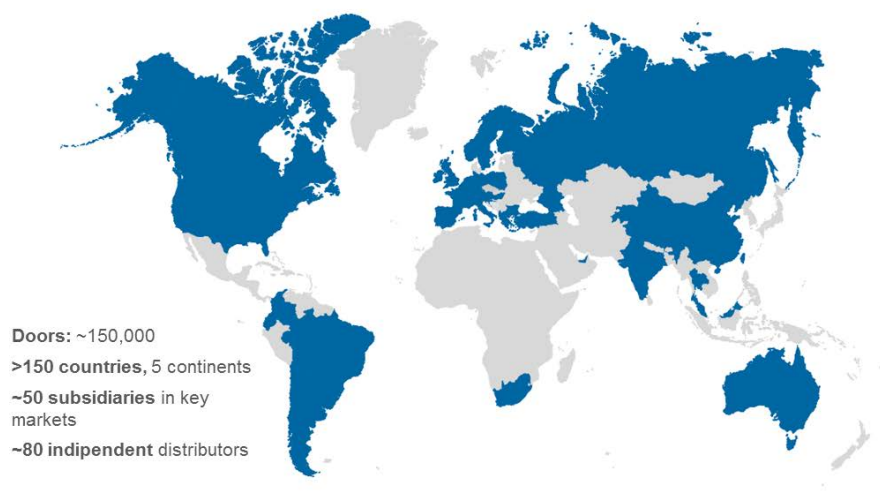 Doors: ~150,000
>150 countries, 5 continents
~50 subsidiaries in key
markets
~80 indipendent distributors